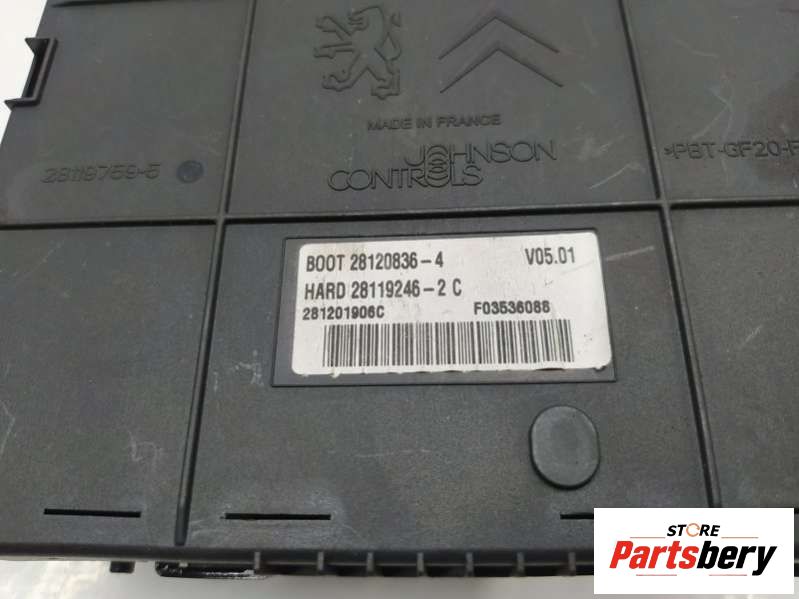 MADE IN FRANCE
JOHNSON
CONTROLS
28119759-5
>PBT-GF20-F
BOOT 28120836-4 V05.01
HARD 28119246-2 C
281201906C F03536088
STORE
Partsbery